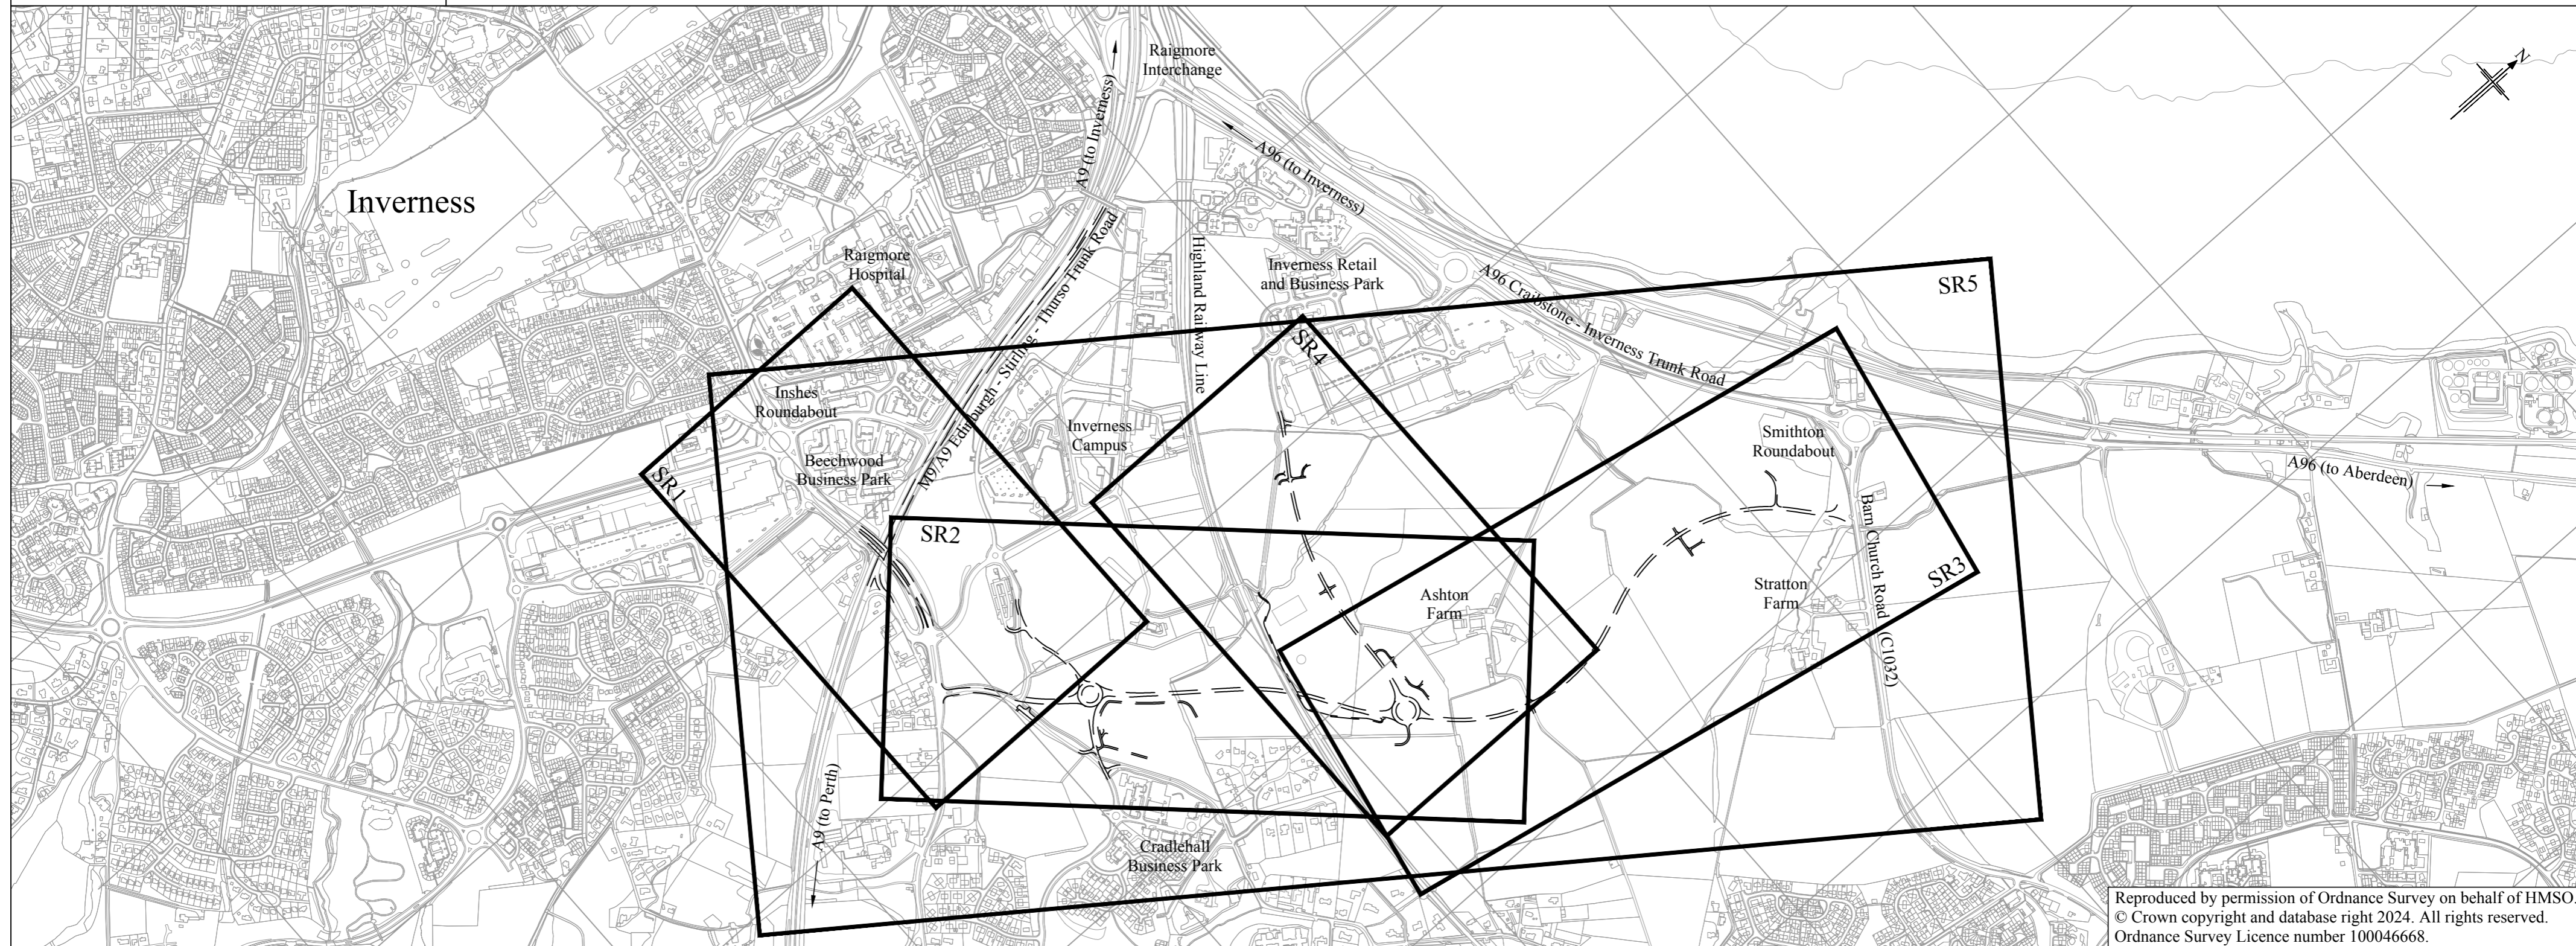 Raigmore
Interchange
N
A9 (to Inverness)
A96 (to Inverness)
Inverness
Raigmore
Hospital
M9/A9 Edinburgh - Stirling - Thurso Trunk Road
Highland Railway Line
Inverness Retail
and Business Park
A96 Craibstone - Inverness Trunk Road
SR5
SR4
Inshes
Roundabout
Inverness
Campus
Smithton
Roundabout
Beechwood
Business Park
A96 (to Aberdeen)
SR1
SR2
Barn Church Road (C1032)
SR3
Ashton
Farm
Stratton
Farm
A9 (to Perth)
Cradlehall
Business Park
Reproduced by permission of Ordnance Survey on behalf of HMSO.
© Crown copyright and database right 2024. All rights reserved.
Ordnance Survey Licence number 100046668.